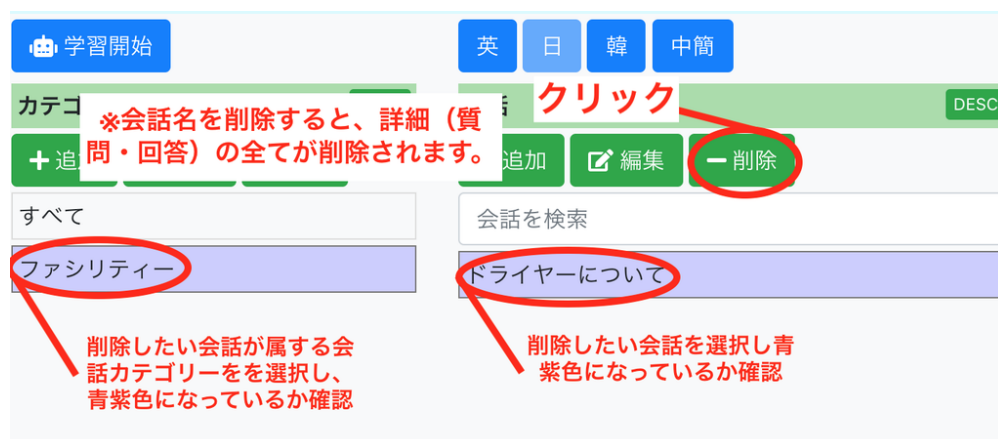 学習開始
英 日 韓 中簡
カテゴ
クリック
DESC
※会話名を削除すると、詳細（質
問・回答）の全てが削除されます。
+ 追 追加 編集 − 削除
すべて
会話を検索
ファシリティー
ドライヤーについて
削除したい会話が属する会
話カテゴリーをを選択し、
青紫色になっているか確認
削除したい会話を選択し青
紫色になっているか確認